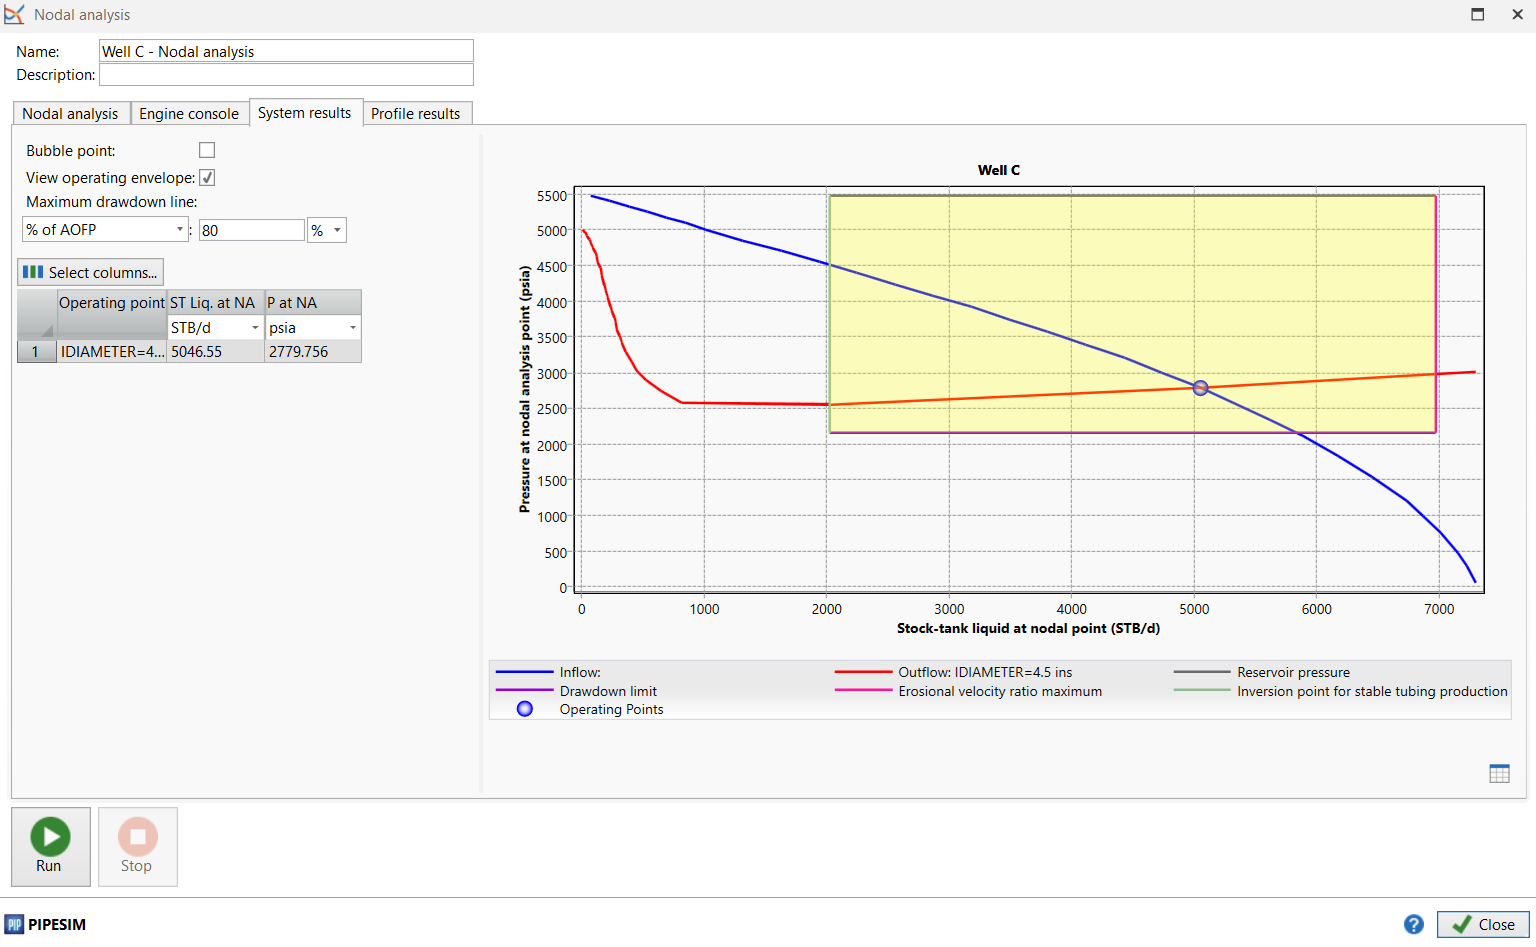 Nodal analysis
Name: Well C - Nodal analysis
Description:
Nodal analysis Engine console System results Profile results
Bubble point:
View operating envelope:
Maximum drawdown line:
% of AOFP : 80 %
Select columns...
Operating point ST Liq. at NA P at NA
STB/d psia
1 IDIAMETER=4... 5046.55 2779.756
Well C
Pressure at nodal analysis point (psia)
5500
5000
4500
4000
3500
3000
2500
2000
1500
1000
500
0
0 1000 2000 3000 4000 5000 6000 7000
Stock-tank liquid at nodal point (STB/d)
Inflow: Outflow: IDIAMETER=4.5 ins Reservoir pressure
Drawdown limit Erosional velocity ratio maximum Inversion point for stable tubing production
Operating Points
Run Stop
PIP PIPESIM ? Close